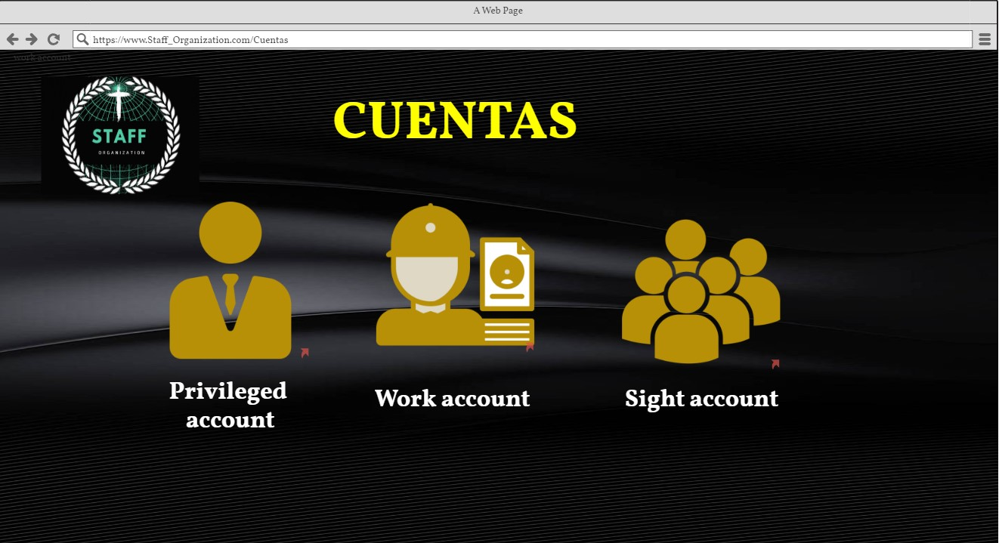 A Web Page
https://www.Staff_Organization.com/Cuentas
work account
STAFF
ORGANIZATION
CUENTAS
Privileged
account
Work account
Sight account